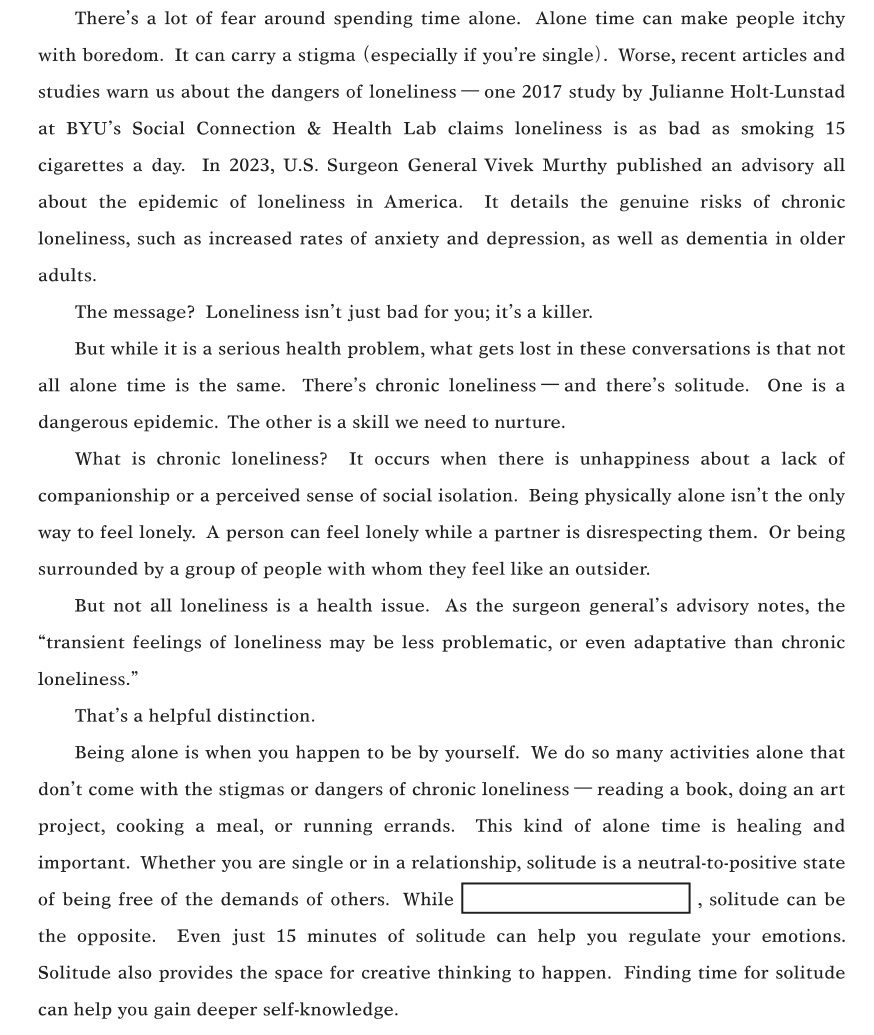 There's a lot of fear around spending time alone. Alone time can make people itchy
with boredom. It can carry a stigma (especially if you're single). Worse, recent articles and
studies warn us about the dangers of loneliness — one 2017 study by Julianne Holt-Lunstad
at BYU's Social Connection & Health Lab claims loneliness is as bad as smoking 15
cigarettes a day. In 2023, U.S. Surgeon General Vivek Murthy published an advisory all
about the epidemic of loneliness in America. It details the genuine risks of chronic
loneliness, such as increased rates of anxiety and depression, as well as dementia in older
adults.
The message? Loneliness isn't just bad for you; it's a killer.
But while it is a serious health problem, what gets lost in these conversations is that not
all alone time is the same. There's chronic loneliness — and there's solitude. One is a
dangerous epidemic. The other is a skill we need to nurture.
What is chronic loneliness? It occurs when there is unhappiness about a lack of
companionship or a perceived sense of social isolation. Being physically alone isn't the only
way to feel lonely. A person can feel lonely while a partner is disrespecting them. Or being
surrounded by a group of people with whom they feel like an outsider.
But not all loneliness is a health issue. As the surgeon general's advisory notes, the
“transient feelings of loneliness may be less problematic, or even adaptative than chronic
loneliness.”
That's a helpful distinction.
Being alone is when you happen to be by yourself. We do so many activities alone that
don't come with the stigmas or dangers of chronic loneliness — reading a book, doing an art
project, cooking a meal, or running errands. This kind of alone time is healing and
important. Whether you are single or in a relationship, solitude is a neutral-to-positive state
of being free of the demands of others. While , solitude can be
the opposite. Even just 15 minutes of solitude can help you regulate your emotions.
Solitude also provides the space for creative thinking to happen. Finding time for solitude
can help you gain deeper self-knowledge.